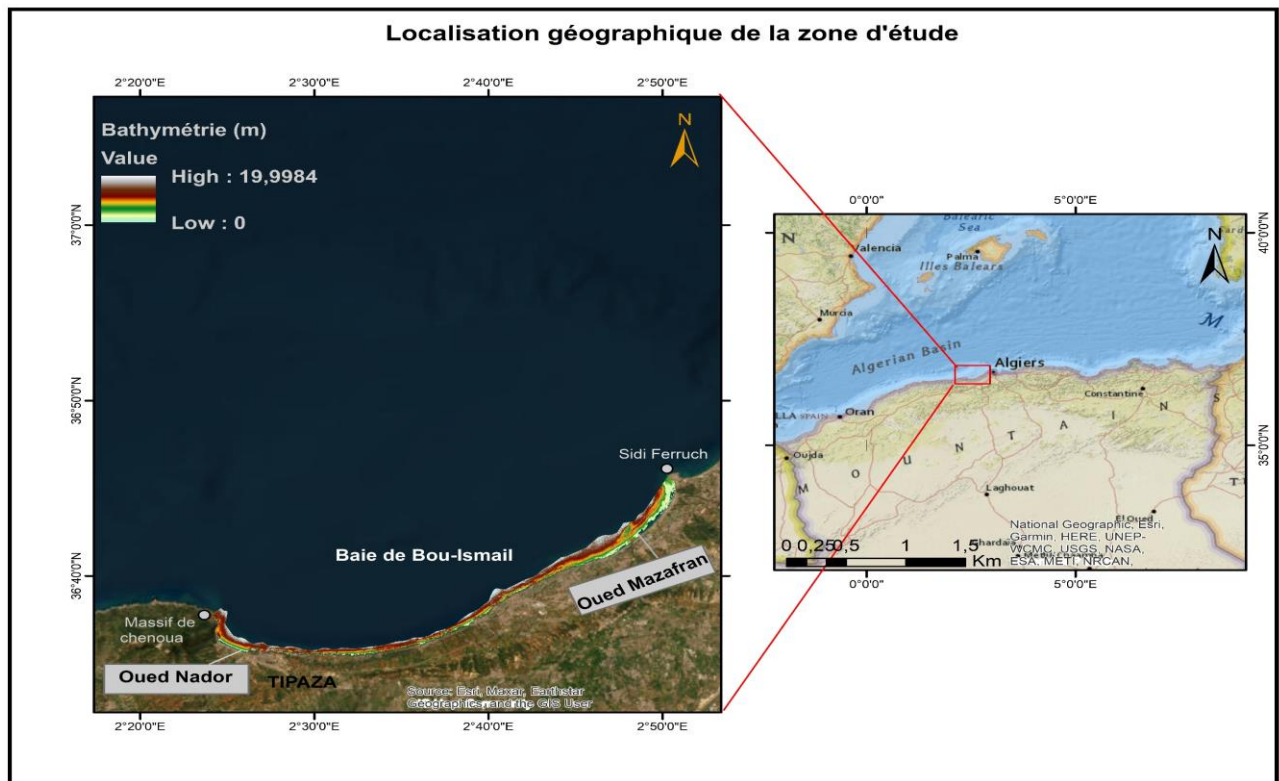 Localisation géographique de la zone d'étude
2°20'0"E
2°30'0"E
2°40'0"E
2°50'0"E
Bathymétrie (m)
Value
High : 19,9984
Low : 0
N
37°0'0"N
36°50'0"N
36°40'0"N
Sidi Ferruch
Baie de Bou-Ismail
Oued Mazafran
Massif de
chenoua
Oued Nador
TIPAZA
Source: Esri, Maxar, Earthstar
Geographics, and the GIS User
2°20'0"E
2°30'0"E
2°40'0"E
2°50'0"E
0°0'0"
5°0'0"E
Balearic
Sea
N
Valencia
Palma
Illes Balears
N
40°0'0"N
Murcia
M
Algerian Basin
Algiers
Constantine
LLA SPAIN
Oran
35°0'0"N
Oujda
MOUNTAINS
Laghouat
El Oued
T
National Geographic, Esri,
Garmin, HERE, UNEP-
WCMC, USGS, NASA,
ESA, METI, NRCAN,
0 0,25 0,5 1 1,5
Km
0°0'0"
5°0'0"E